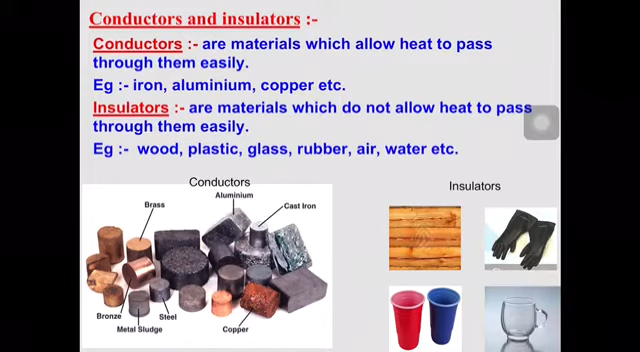 Conductors and insulators :-
Conductors :- are materials which allow heat to pass
through them easily.
Eg :- iron, aluminium, copper etc.
Insulators :- are materials which do not allow heat to pass
through them easily.
Eg :- wood, plastic, glass, rubber, air, water etc.
Conductors
Insulators
Aluminium
Brass
Cast Iron
Bronze
Steel
Metal Sludge
Copper